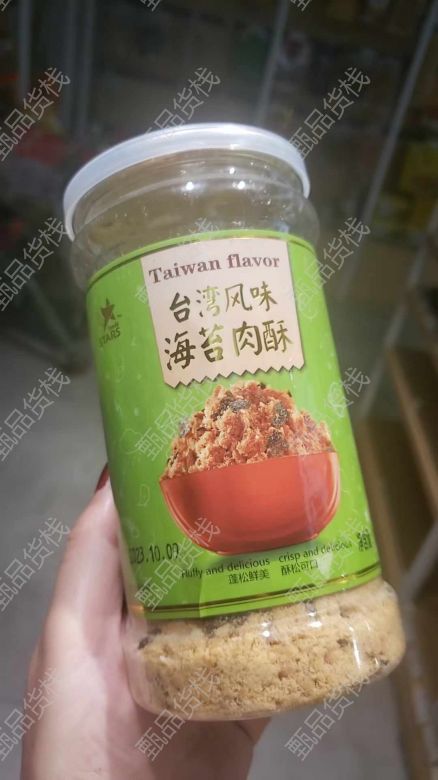 Taiwan flavor
台湾风味
海苔肉酥
STARS
2023.10.09
Fluffy and delicious crisp and delicious
蓬松鲜美 酥松可口
甄品货栈